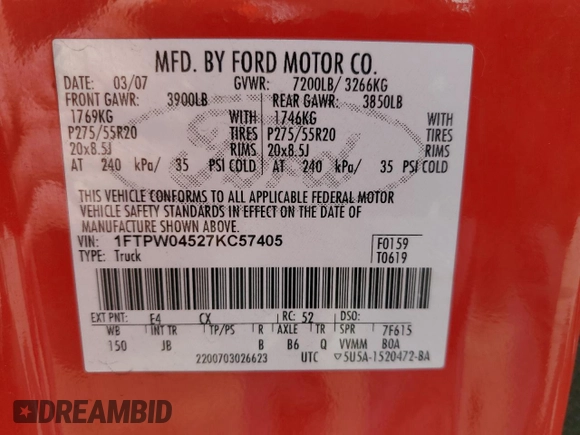 MFD. BY FORD MOTOR CO.
DATE: 03/07 GVWR: 7200LB/ 3266KG
FRONT GAWR: 3900LB REAR GAWR: 3850LB
1769KG WITH 1746KG WITH
P275/55R20 TIRES P275/55R20 TIRES
20x8.5J RIMS 20x8.5J RIMS
AT 240 kPa/ 35 PSI COLD AT 240 kPa/ 35 PSI COLD
THIS VEHICLE CONFORMS TO ALL APPLICABLE FEDERAL MOTOR
VEHICLE SAFETY STANDARDS IN EFFECT ON THE DATE OF
MANUFACTURE SHOWN ABOVE.
VIN: 1FTPW04527KC57405 F0159
TYPE: Truck T0619
EXT PNT: E4 CX RC: 52 DSO:
WB INT TR TP/PS R AXLE TR SPR 7F615
150 JB B B6 Q VVMM BOA
2200703026623 UTC 5U5A-1520472-BA
DREAMBID